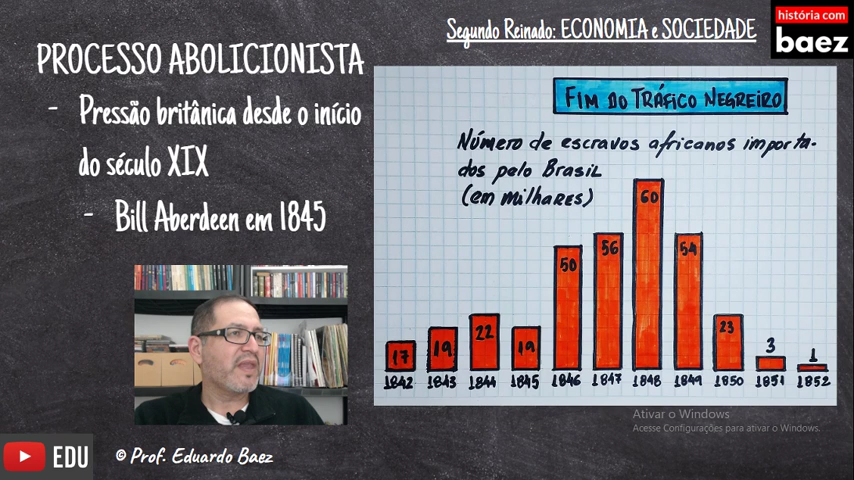 Segundo Reinado: ECONOMIA e SOCIEDADE
história com
baez
PROCESSO ABOLICIONISTA
- Pressão britânica desde o início
do século XIX
- Bill Aberdeen em 1845
FIM DO TRÁFICO NEGREIRO
Número de escravos africanos importa-
dos pelo Brasil
(em milhares)
17 19 22 19 50 56 60 54 23 3 1
1842 1843 1844 1845 1846 1847 1848 1849 1850 1851 1852
Ativar o Windows
Acesse Configurações para ativar o Windows.
EDU
© Prof. Eduardo Baez